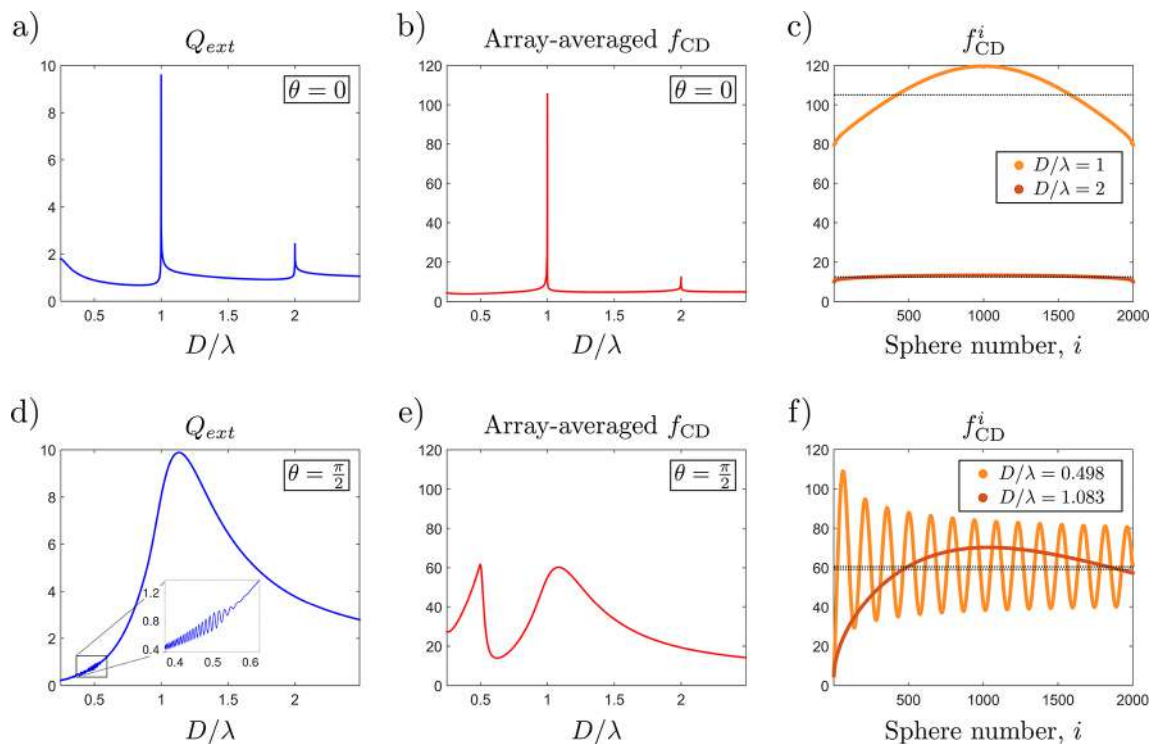 a)
Q_ext
θ = 0
10
8
6
4
2
0
0.5
1
1.5
2
D/λ
b)
Array-averaged f_CD
θ = 0
120
100
80
60
40
20
0
0.5
1
1.5
2
D/λ
c)
f^i_CD
120
100
80
60
40
20
0
D/λ = 1
D/λ = 2
500
1000
1500
2000
Sphere number, i
d)
Q_ext
θ = π/2
10
8
6
4
2
0
1.2
0.8
0.4
0.4
0.5
0.6
0.5
1
1.5
2
D/λ
e)
Array-averaged f_CD
θ = π/2
120
100
80
60
40
20
0
0.5
1
1.5
2
D/λ
f)
f^i_CD
120
100
80
60
40
20
0
D/λ = 0.498
D/λ = 1.083
500
1000
1500
2000
Sphere number, i